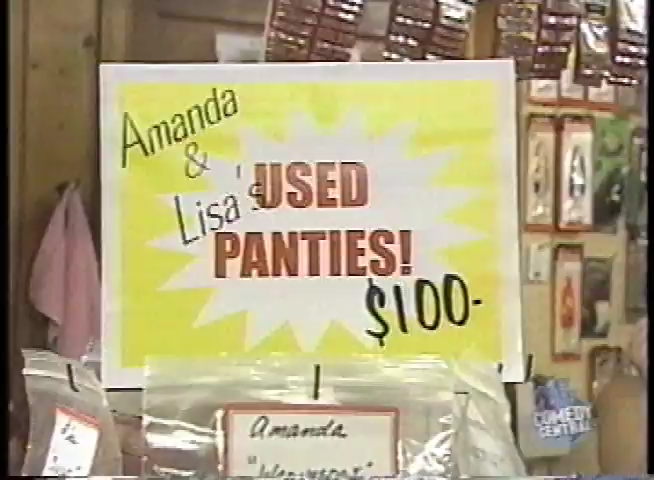 Amanda
&
Lisa's
USED
PANTIES!
$100-
Amanda
COMEDY
CENTRAL